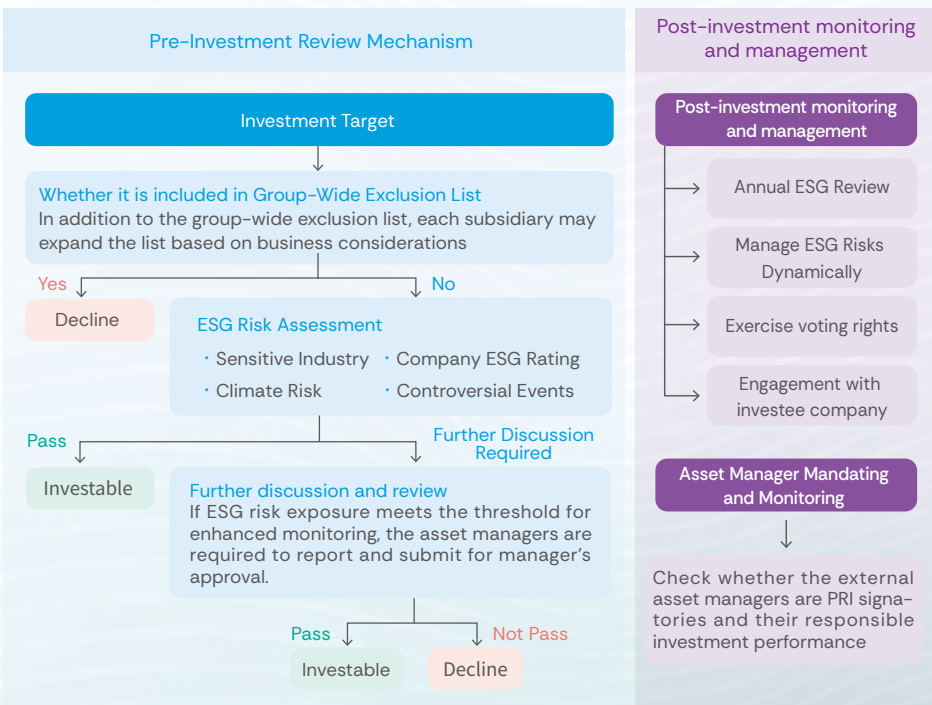 Pre-Investment Review Mechanism
Investment Target
Whether it is included in Group-Wide Exclusion List
In addition to the group-wide exclusion list, each subsidiary may
expand the list based on business considerations
Yes
No
Decline
ESG Risk Assessment
· Sensitive Industry · Company ESG Rating
· Climate Risk · Controversial Events
Pass
Further Discussion
Required
Investable
Further discussion and review
If ESG risk exposure meets the threshold for
enhanced monitoring, the asset managers are
required to report and submit for manager's
approval.
Pass
Not Pass
Investable
Decline
Post-investment monitoring
and management
Post-investment monitoring
and management
Annual ESG Review
Manage ESG Risks
Dynamically
Exercise voting rights
Engagement with
investee company
Asset Manager Mandating
and Monitoring
Check whether the external
asset managers are PRI signa-
tories and their responsible
investment performance